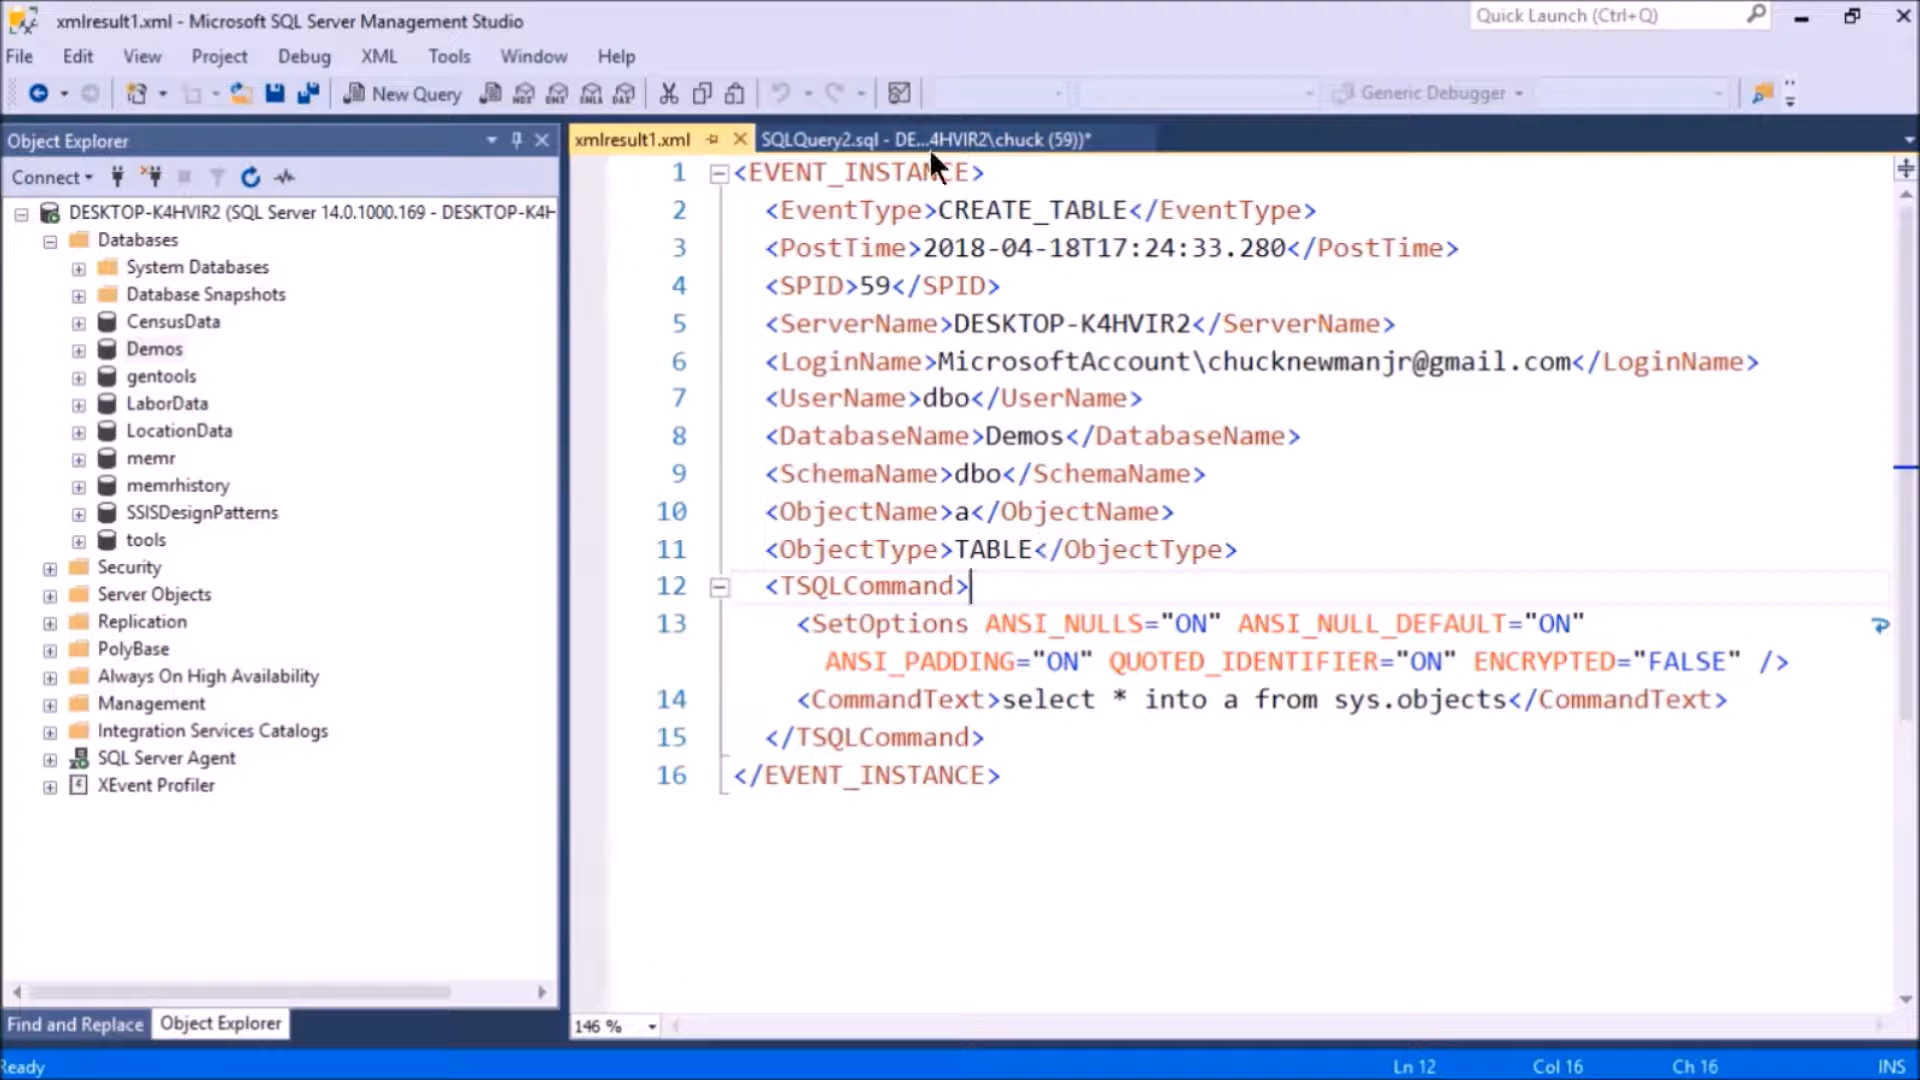 xmlresult1.xml - Microsoft SQL Server Management Studio
Quick Launch (Ctrl+Q)
File Edit View Project Debug XML Tools Window Help
New Query
Generic Debugger
Object Explorer
xmlresult1.xml
SQLQuery2.sql - DE...4HVIR2\chuck (59))*
Connect
DESKTOP-K4HVIR2 (SQL Server 14.0.1000.169 - DESKTOP-K4H
Databases
System Databases
Database Snapshots
CensusData
Demos
gentools
LaborData
LocationData
memr
memrhistory
SSISDesignPatterns
tools
Security
Server Objects
Replication
PolyBase
Always On High Availability
Management
Integration Services Catalogs
SQL Server Agent
XEvent Profiler
Find and Replace
Object Explorer
1 <EVENT_INSTANCE>
2 <EventType>CREATE_TABLE</EventType>
3 <PostTime>2018-04-18T17:24:33.280</PostTime>
4 <SPID>59</SPID>
5 <ServerName>DESKTOP-K4HVIR2</ServerName>
6 <LoginName>MicrosoftAccount\chucknewmanjr@gmail.com</LoginName>
7 <UserName>dbo</UserName>
8 <DatabaseName>Demos</DatabaseName>
9 <SchemaName>dbo</SchemaName>
10 <ObjectName>a</ObjectName>
11 <ObjectType>TABLE</ObjectType>
12 <TSQLCommand>
13 <SetOptions ANSI_NULLS="ON" ANSI_NULL_DEFAULT="ON"
ANSI_PADDING="ON" QUOTED_IDENTIFIER="ON" ENCRYPTED="FALSE" />
14 <CommandText>select * into a from sys.objects</CommandText>
15 </TSQLCommand>
16 </EVENT_INSTANCE>
146 %
Ready
Ln 12
Col 16
Ch 16
INS